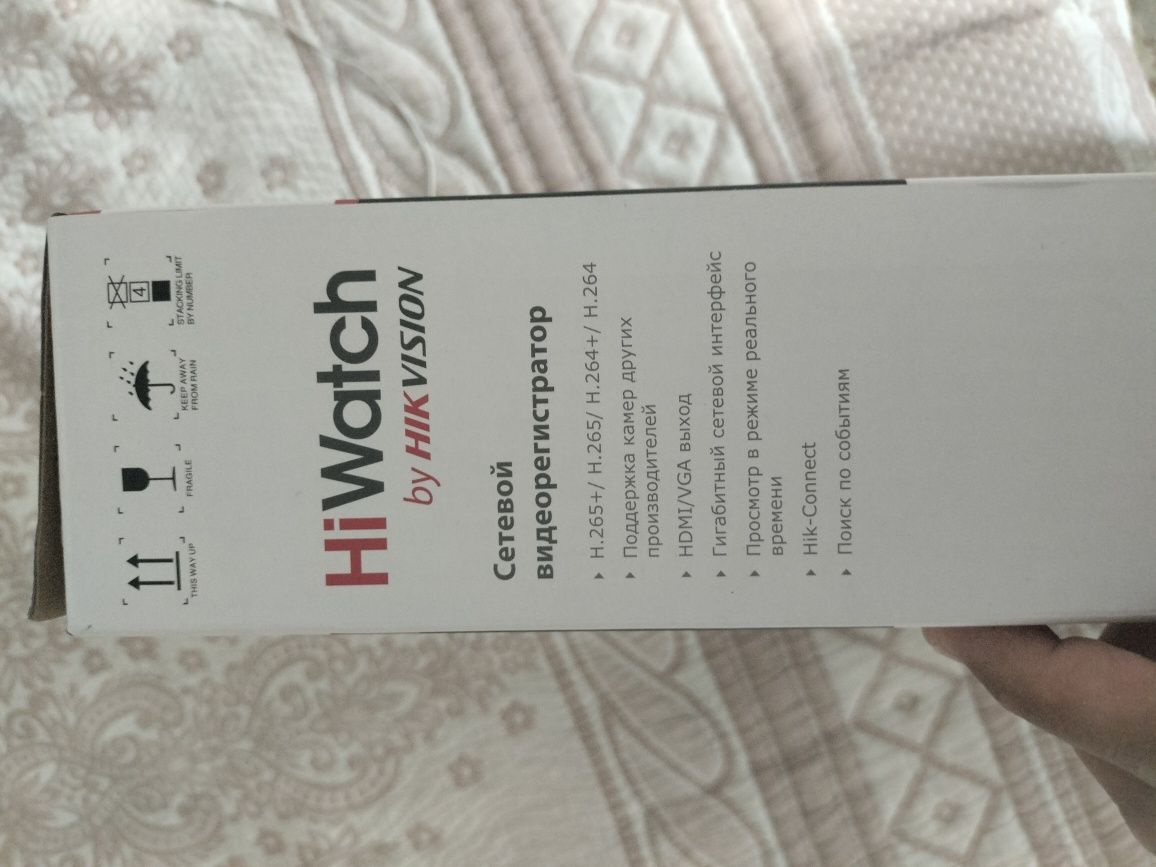 THIS WAY UP
FRAGILE
KEEP AWAY
FROM RAIN
4
STACKING LIMIT
BY NUMBER
HiWatch
by HIKVISION
Сетевой
видеорегистратор
‣ H.265+/ H.265/ H.264+/ H.264
‣ Поддержка камер других
производителей
‣ HDMI/VGA выход
‣ Гигабитный сетевой интерфейс
‣ Просмотр в режиме реального
времени
‣ Hik-Connect
‣ Поиск по событиям